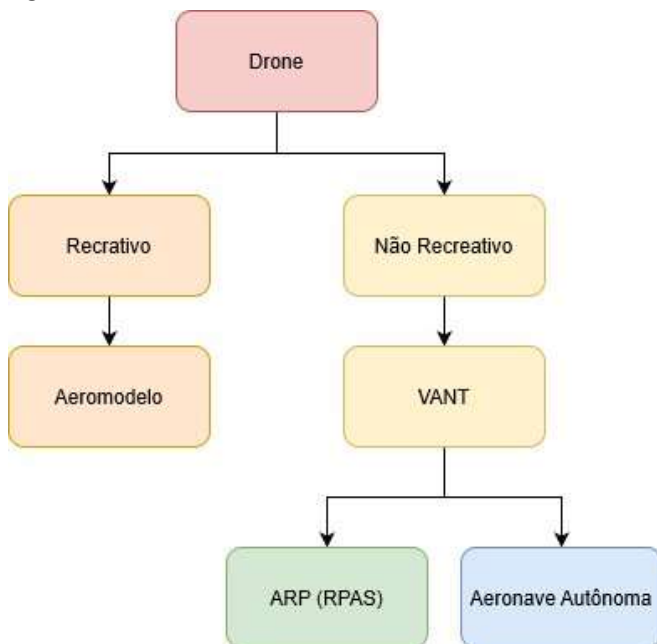 Drone
Recrativo
Não Recreativo
Aeromodelo
VANT
ARP (RPAS)
Aeronave Autônoma